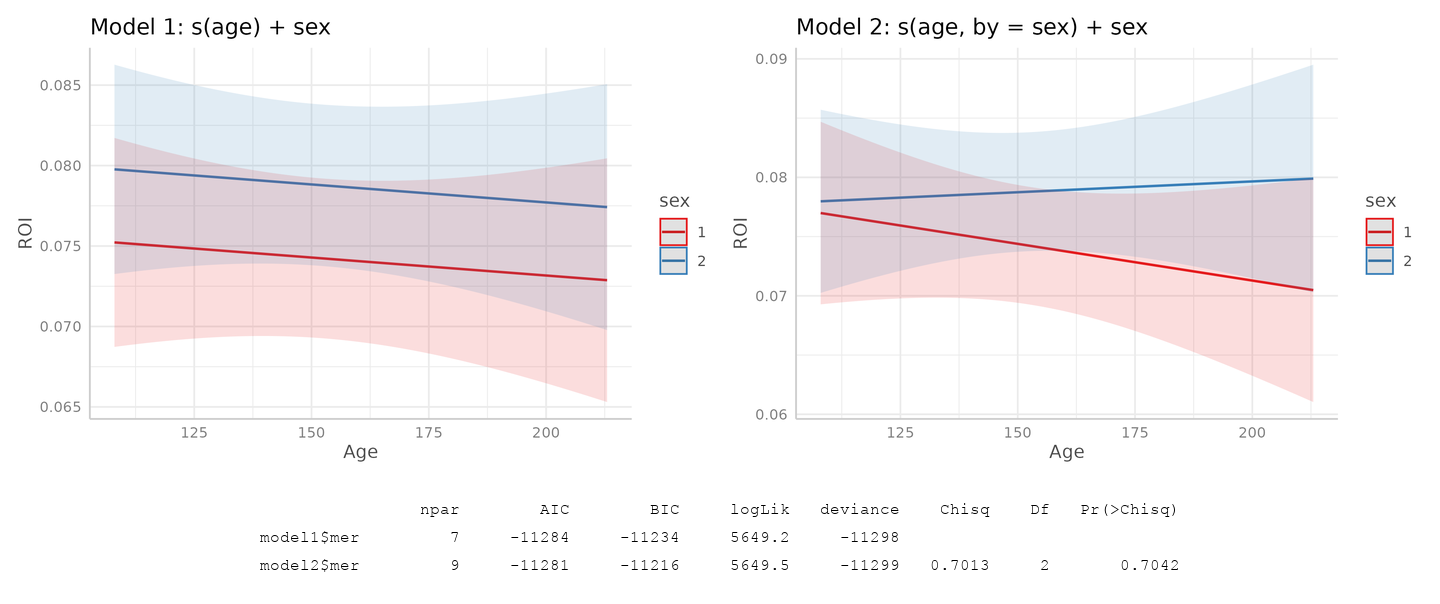 Model 1: s(age) + sex
0.085
0.080
0.075
0.070
0.065
ROI
125 150 175 200
Age
sex
1
2
Model 2: s(age, by = sex) + sex
0.09
0.08
0.07
0.06
ROI
125 150 175 200
Age
sex
1
2
npar AIC BIC logLik deviance Chisq Df Pr(>Chisq)
model1$mer 7 -11284 -11234 5649.2 -11298
model2$mer 9 -11281 -11216 5649.5 -11299 0.7013 2 0.7042